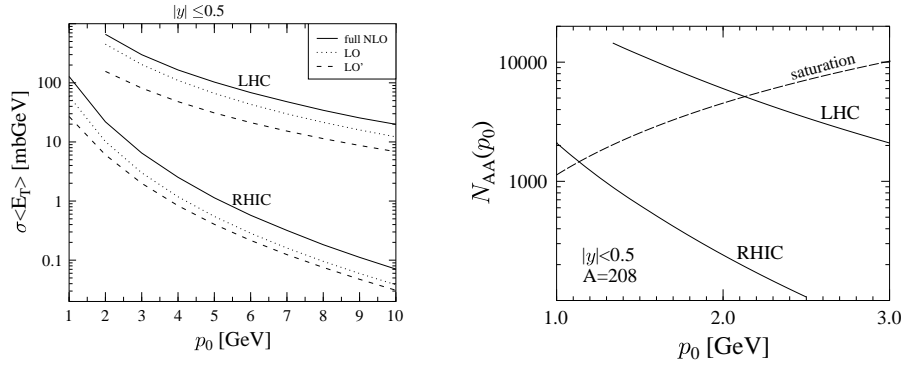 |y| ≤0.5
full NLO
LO
LO'
LHC
RHIC
100
10
1
0.1
σ<E_T> [mbGeV]
1 2 3 4 5 6 7 8 9 10
p_0 [GeV]
10000
1000
N_AA(p_0)
saturation
LHC
RHIC
|y|<0.5
A=208
1.0 2.0 3.0
p_0 [GeV]